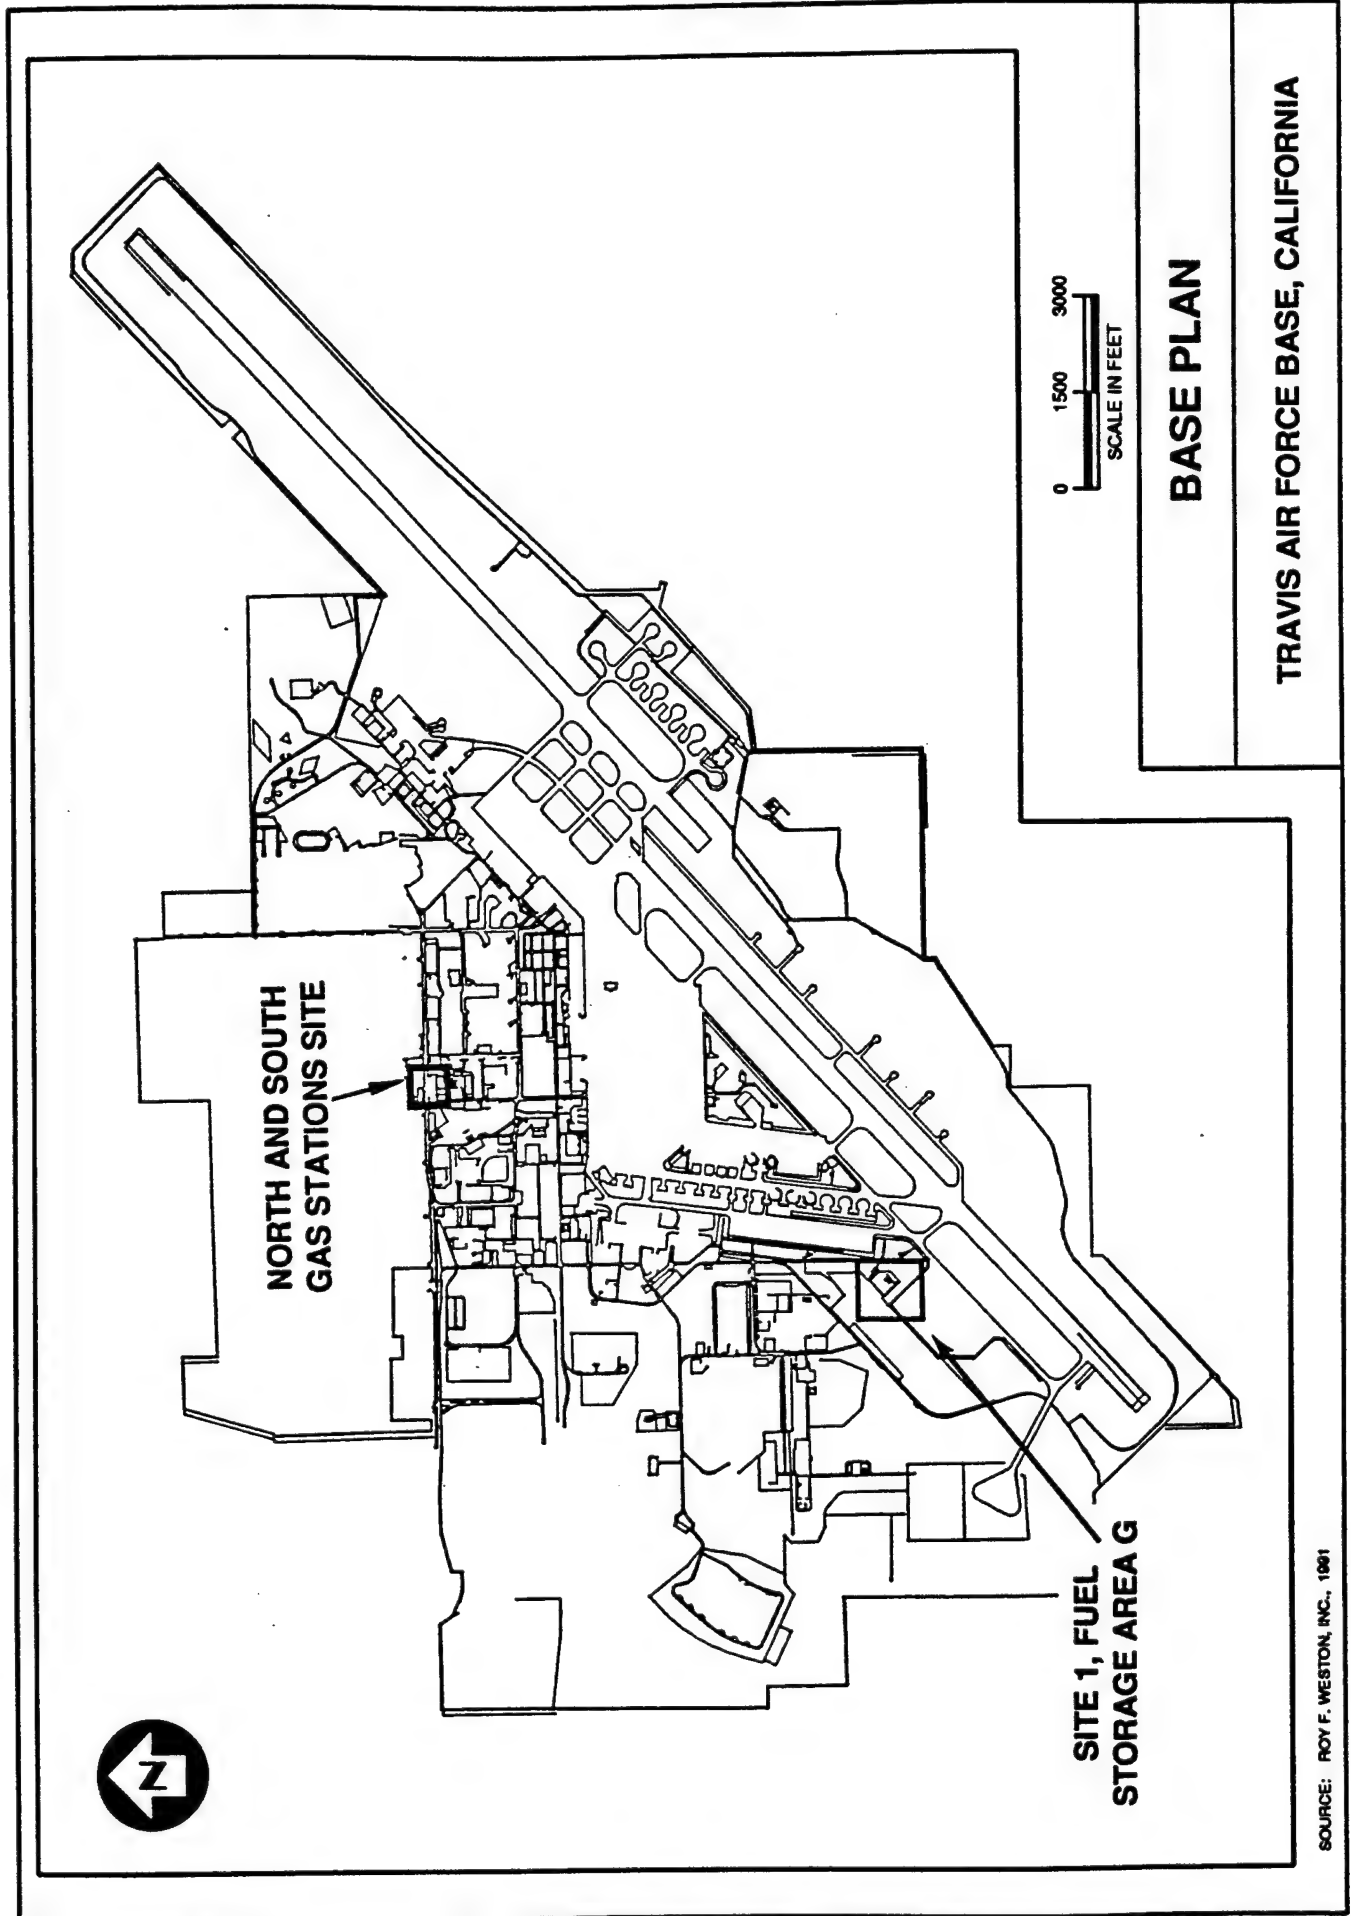 N
NORTH AND SOUTH
GAS STATIONS SITE
SITE 1, FUEL
STORAGE AREA G
0 1500 3000
SCALE IN FEET
BASE PLAN
TRAVIS AIR FORCE BASE, CALIFORNIA
SOURCE: ROY F. WESTON, INC., 1991